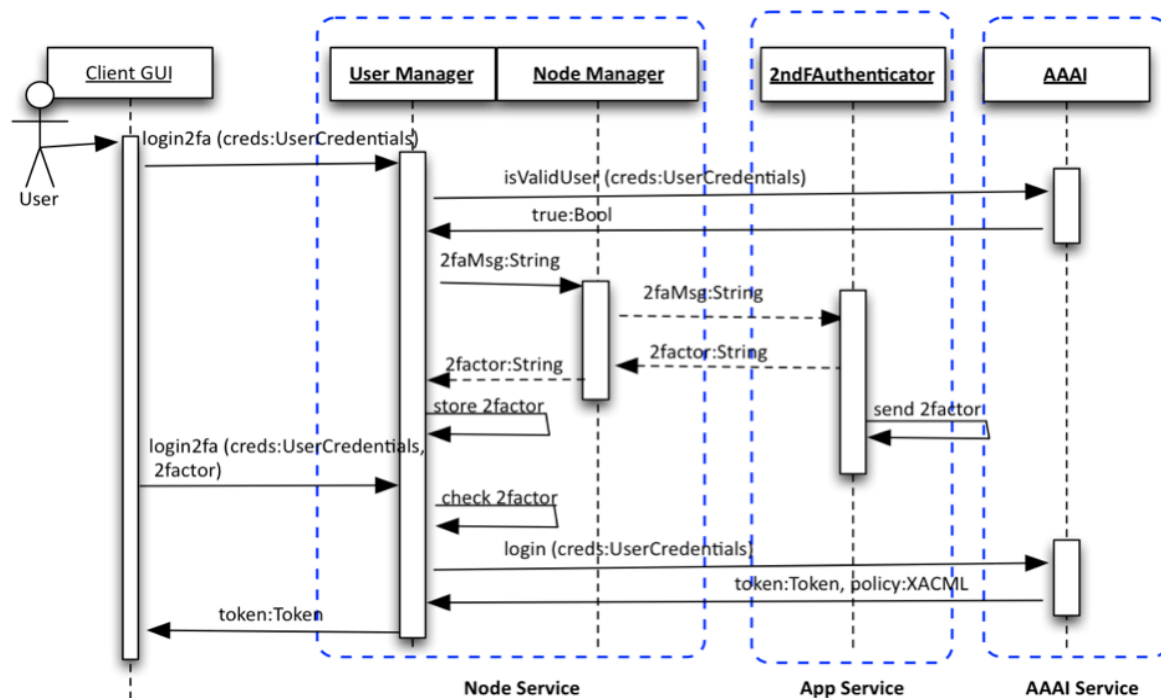 Client GUI
User Manager
Node Manager
2ndFAuthenticator
AAAI
User
login2fa (creds:UserCredentials)
isValidUser (creds:UserCredentials)
true:Bool
2faMsg:String
2faMsg:String
2factor:String
2factor:String
store 2factor
send 2factor
login2fa (creds:UserCredentials,
2factor)
check 2factor
login (creds:UserCredentials)
token:Token, policy:XACML
token:Token
Node Service
App Service
AAAI Service